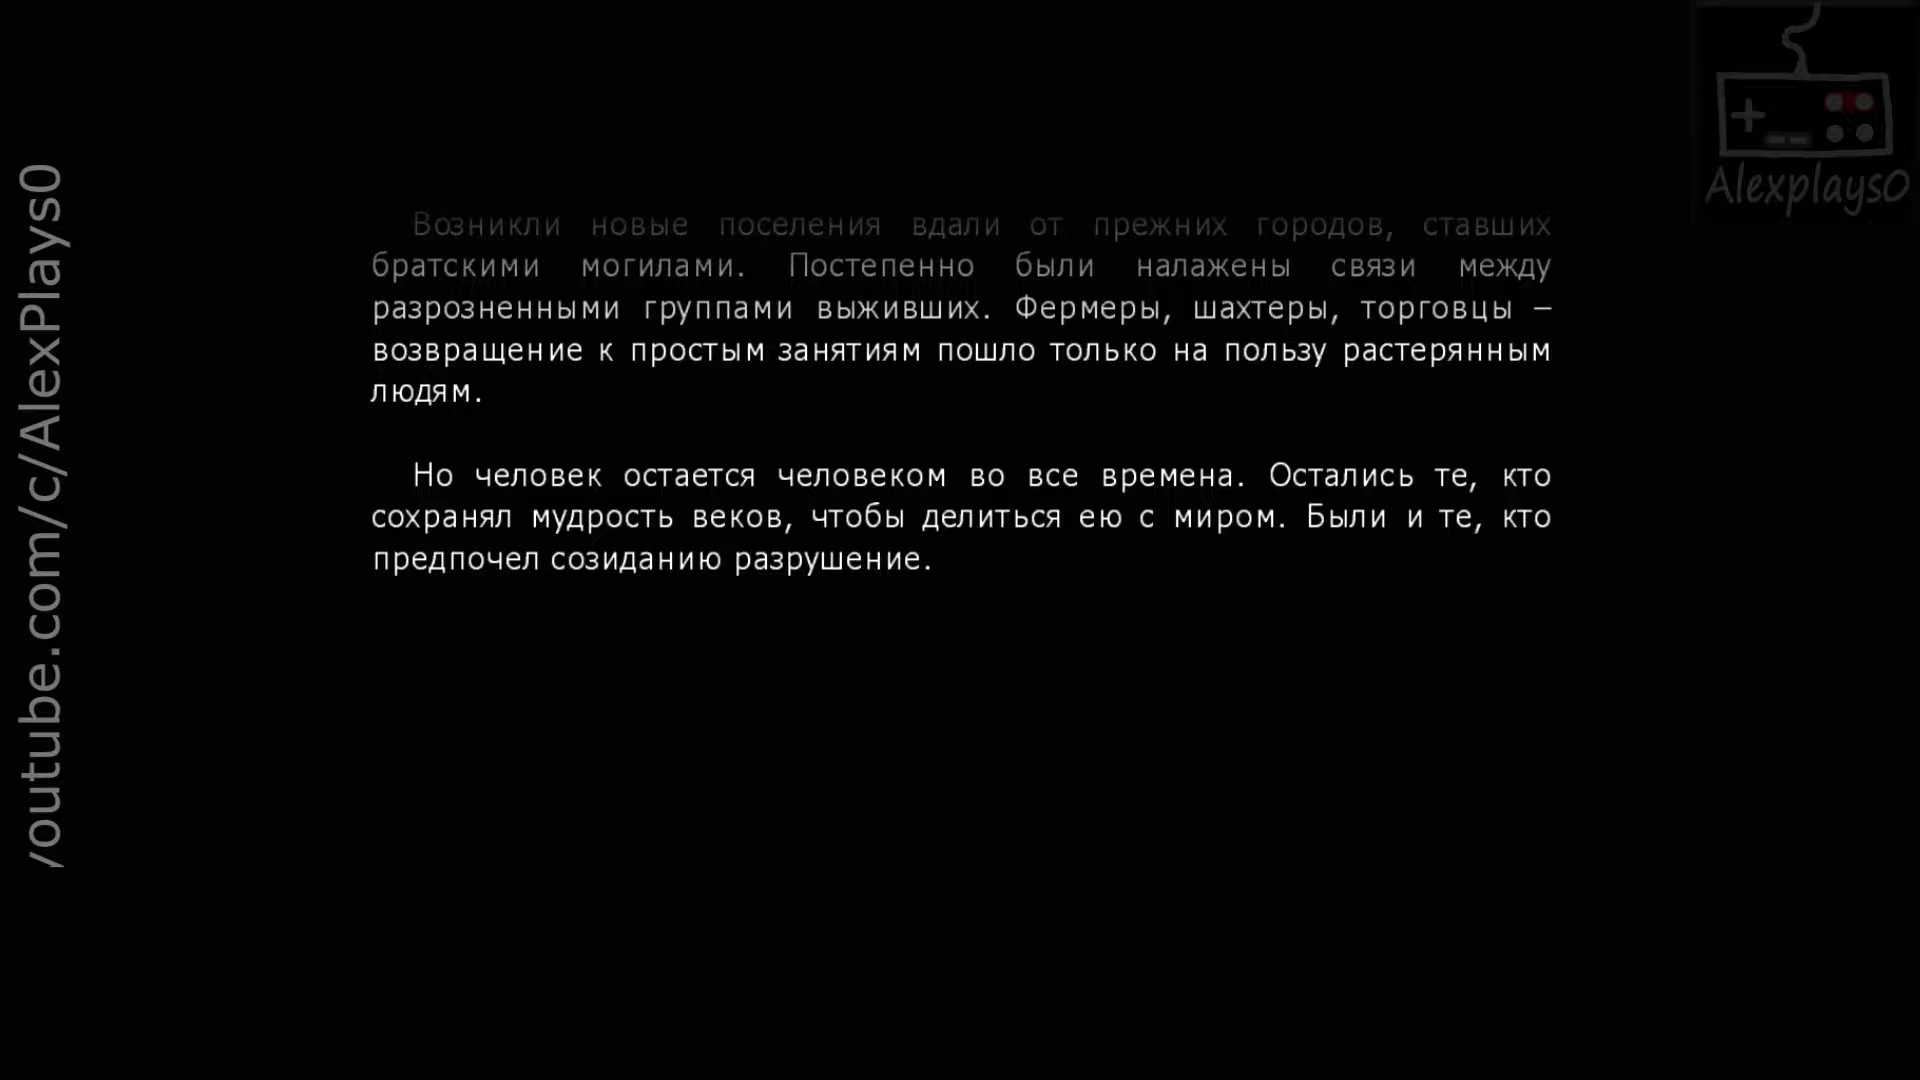 Возникли новые поселения вдали от прежних городов, ставших
братскими могилами. Постепенно были налажены связи между
разрозненными группами выживших. Фермеры, шахтеры, торговцы –
возвращение к простым занятиям пошло только на пользу растерянным
людям.
Но человек остается человеком во все времена. Остались те, кто
сохранял мудрость веков, чтобы делиться ею с миром. Были и те, кто
предпочел созиданию разрушение.
youtube.com/c/AlexPlays0
Alexplays0